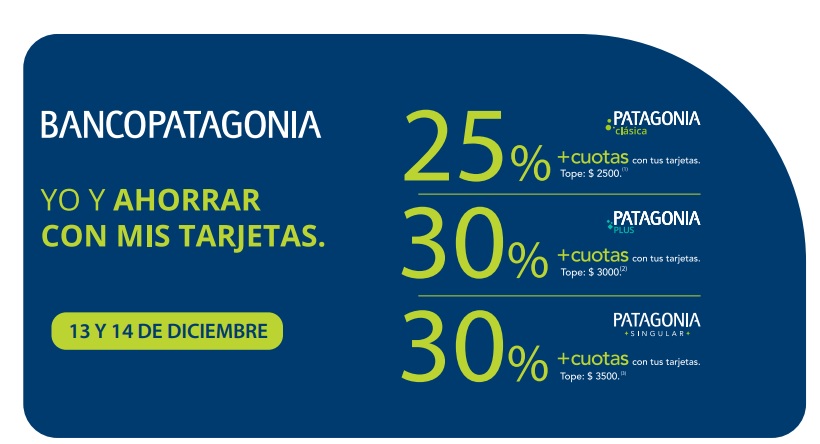 BANCOPATAGONIA
YO Y AHORRAR
CON MIS TARJETAS.
13 Y 14 DE DICIEMBRE
PATAGONIA
clásica
25% +cuotas con tus tarjetas.
Tope: $ 2500.(1)
PATAGONIA
PLUS
30% +cuotas con tus tarjetas.
Tope: $ 3000.(2)
PATAGONIA
SINGULAR
30% +cuotas con tus tarjetas.
Tope: $ 3500.(3)